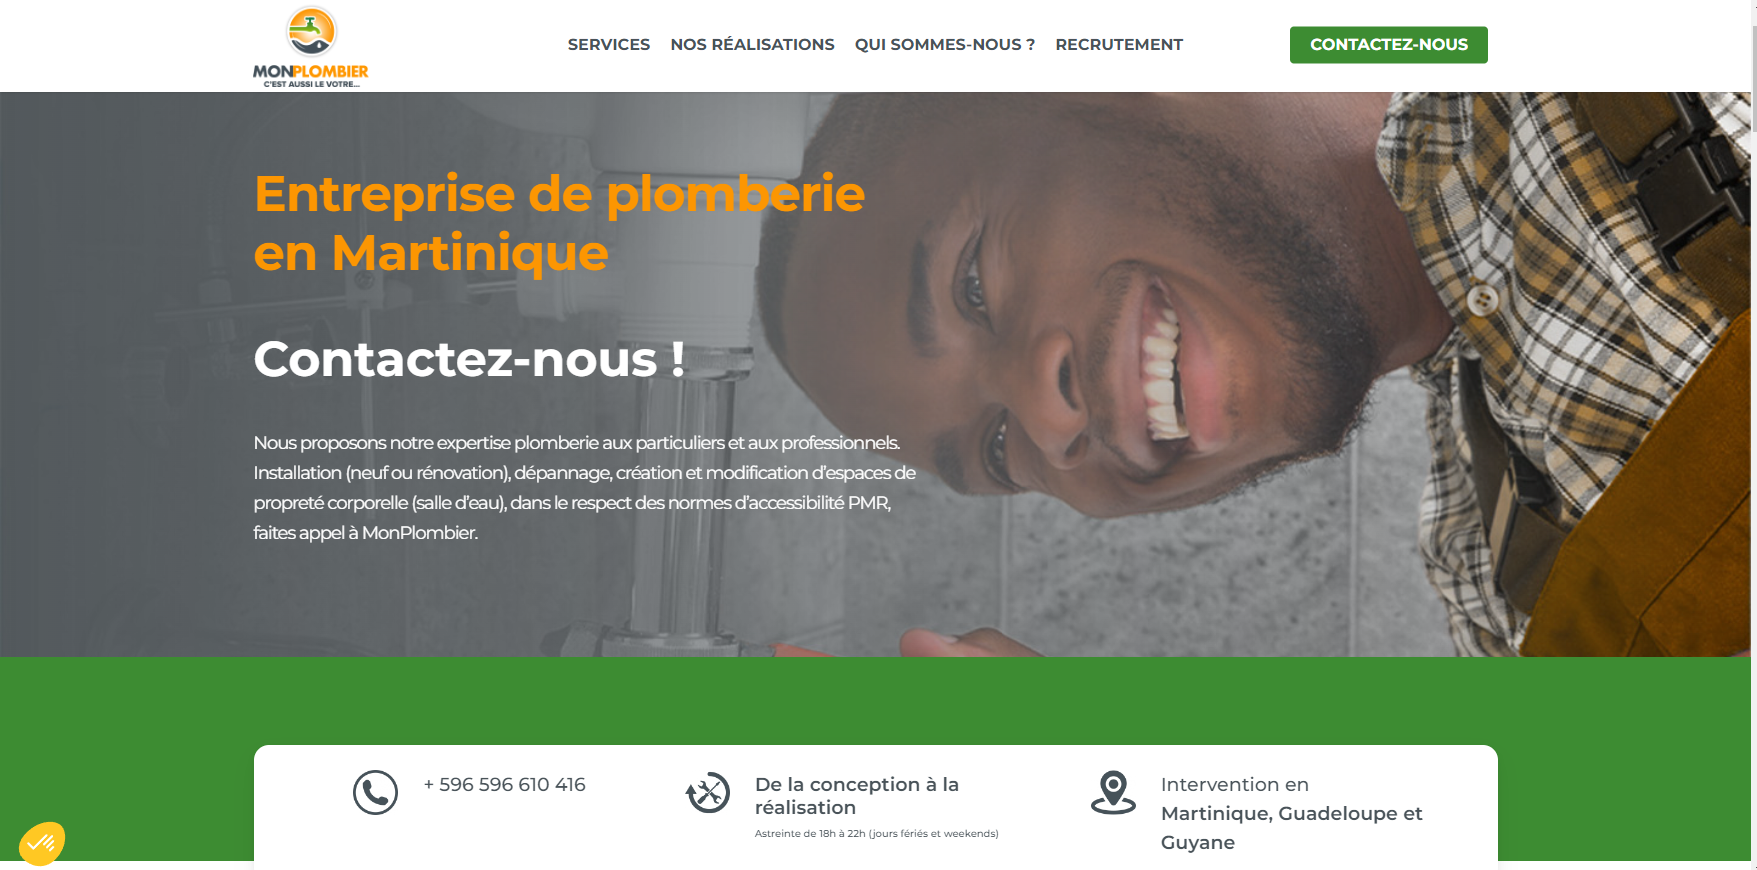 MONPLOMBIER
C'EST AUSSI LE VOTRE...
SERVICES NOS RÉALISATIONS QUI SOMMES-NOUS ? RECRUTEMENT
CONTACTEZ-NOUS
Entreprise de plomberie
en Martinique
Contactez-nous !
Nous proposons notre expertise plomberie aux particuliers et aux professionnels.
Installation (neuf ou rénovation), dépannage, création et modification d’espaces de
propreté corporelle (salle d’eau), dans le respect des normes d’accessibilité PMR,
faites appel à MonPlombier.
+ 596 596 610 416
De la conception à la
réalisation
Astreinte de 18h à 22h (jours fériés et weekends)
Intervention en
Martinique, Guadeloupe et
Guyane